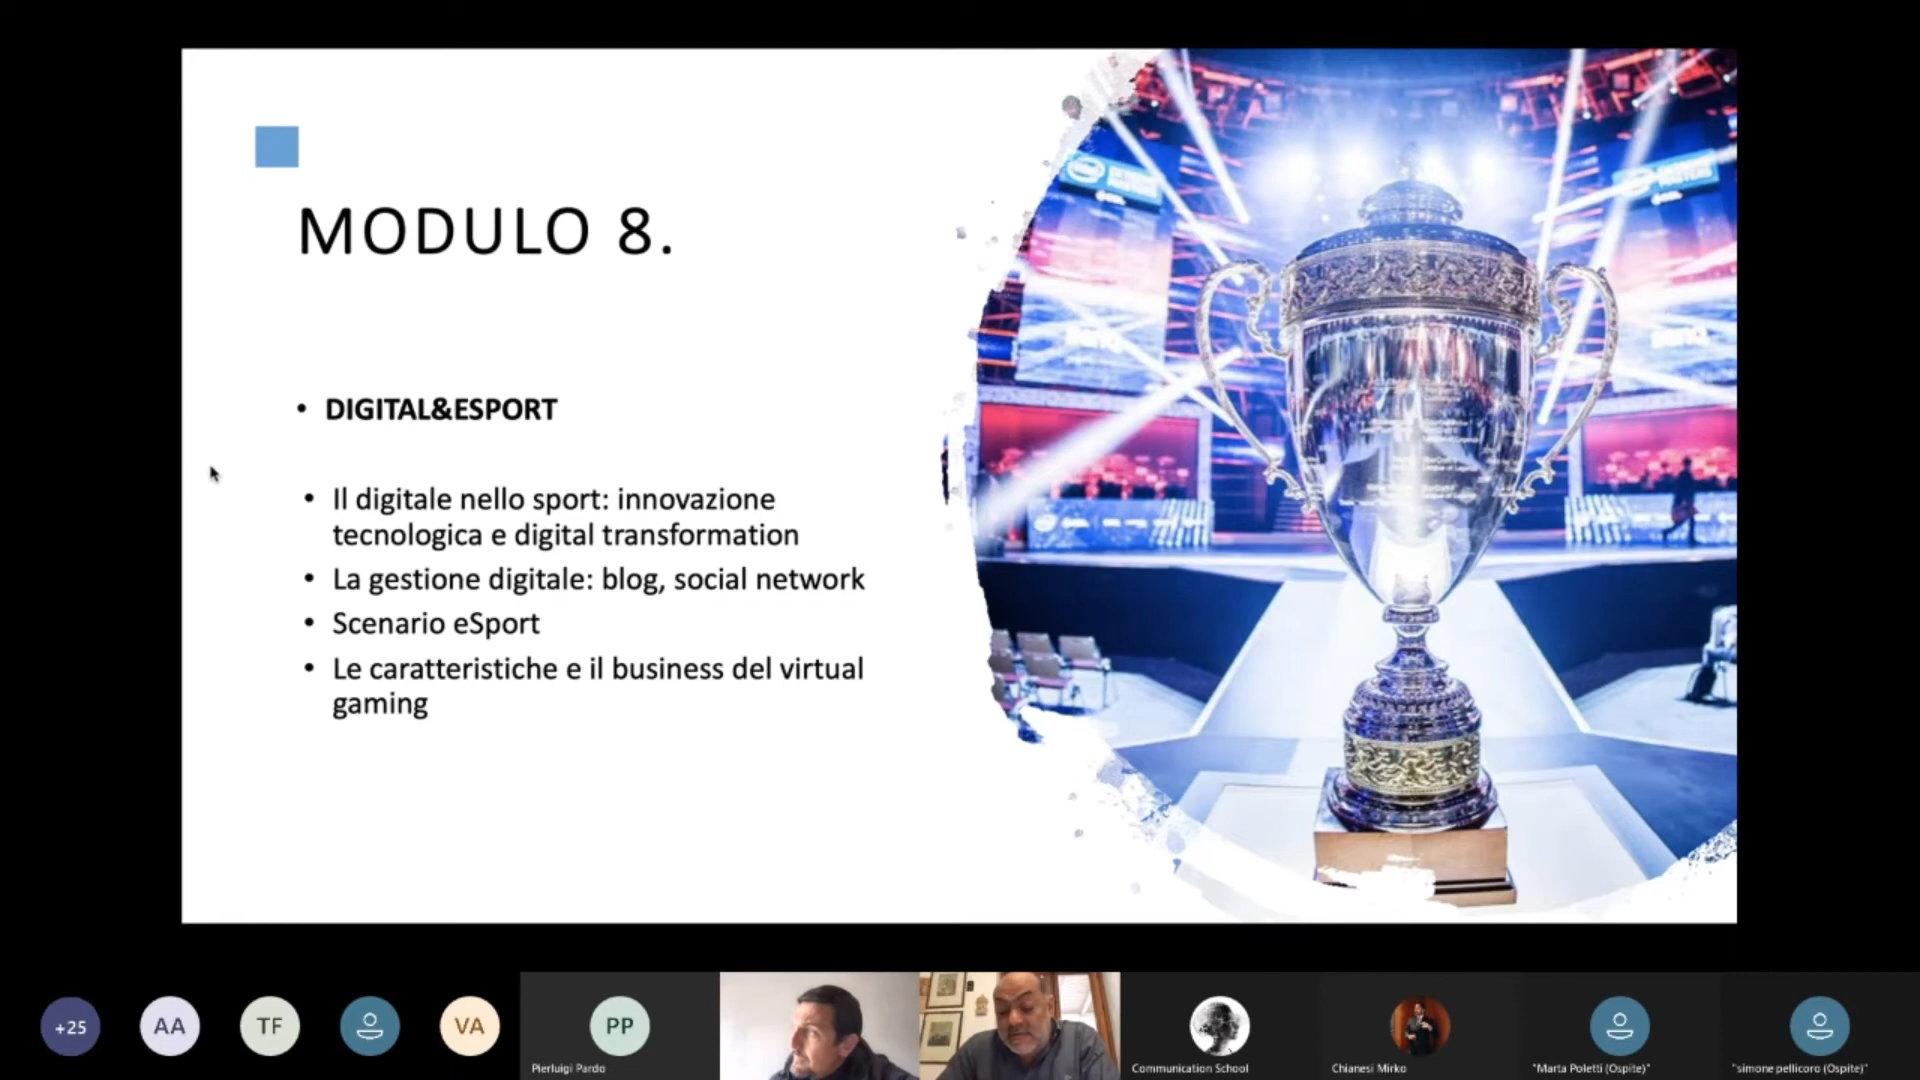 MODULO 8.
• DIGITAL&ESPORT
• Il digitale nello sport: innovazione
tecnologica e digital transformation
• La gestione digitale: blog, social network
• Scenario eSport
• Le caratteristiche e il business del virtual
gaming
+25
AA
TF
VA
PP
Pierluigi Pardo
Communication School
Chianesi Mirko
"Marta Poletti (Ospite)"
"simone pellicoro (Ospite)"